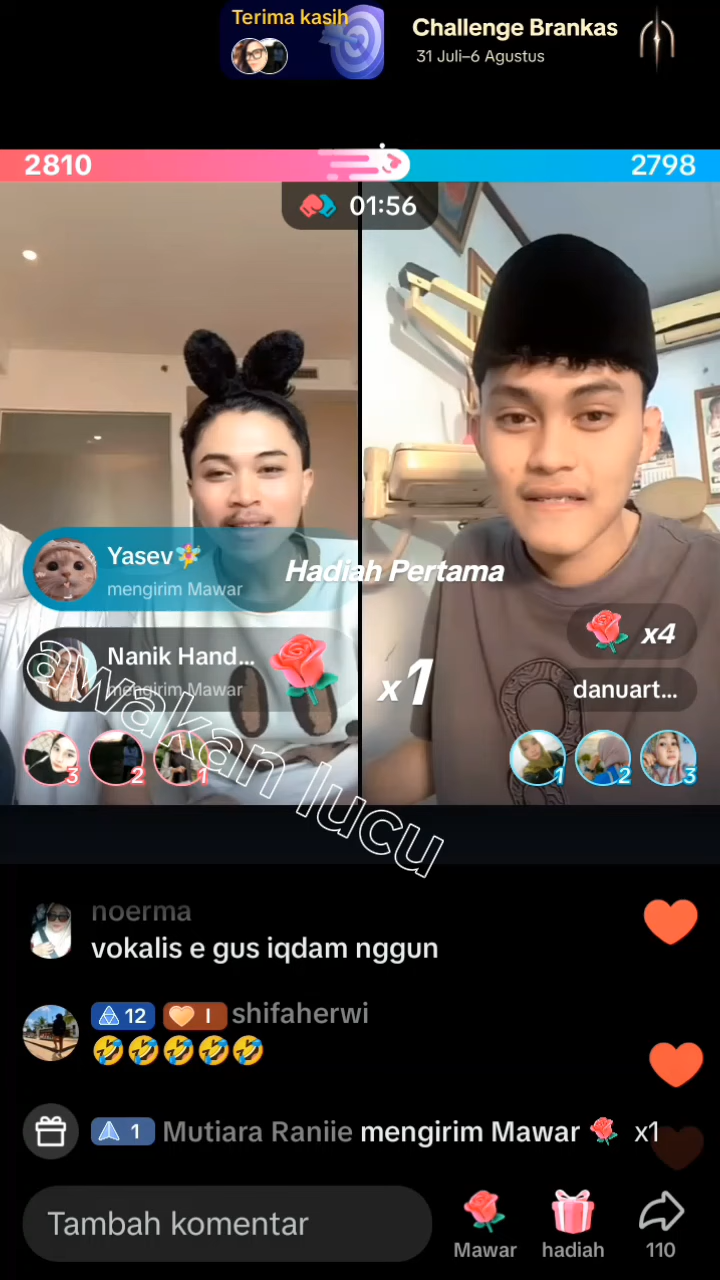 Terima kasih
Challenge Brankas
31 Juli–6 Agustus
2810
2798
01:56
Yasev
mengirim Mawar
Hadiah Pertama
Nanik Hand...
mengirim Mawar
x4
x1
danuart...
3
2
1
1
2
3
awakan lucu
noerma
vokalis e gus iqdam nggun
12 I shifaherwi
🤣🤣🤣🤣🤣
1 Mutiara Raniie mengirim Mawar x1
Tambah komentar
Mawar
hadiah
110